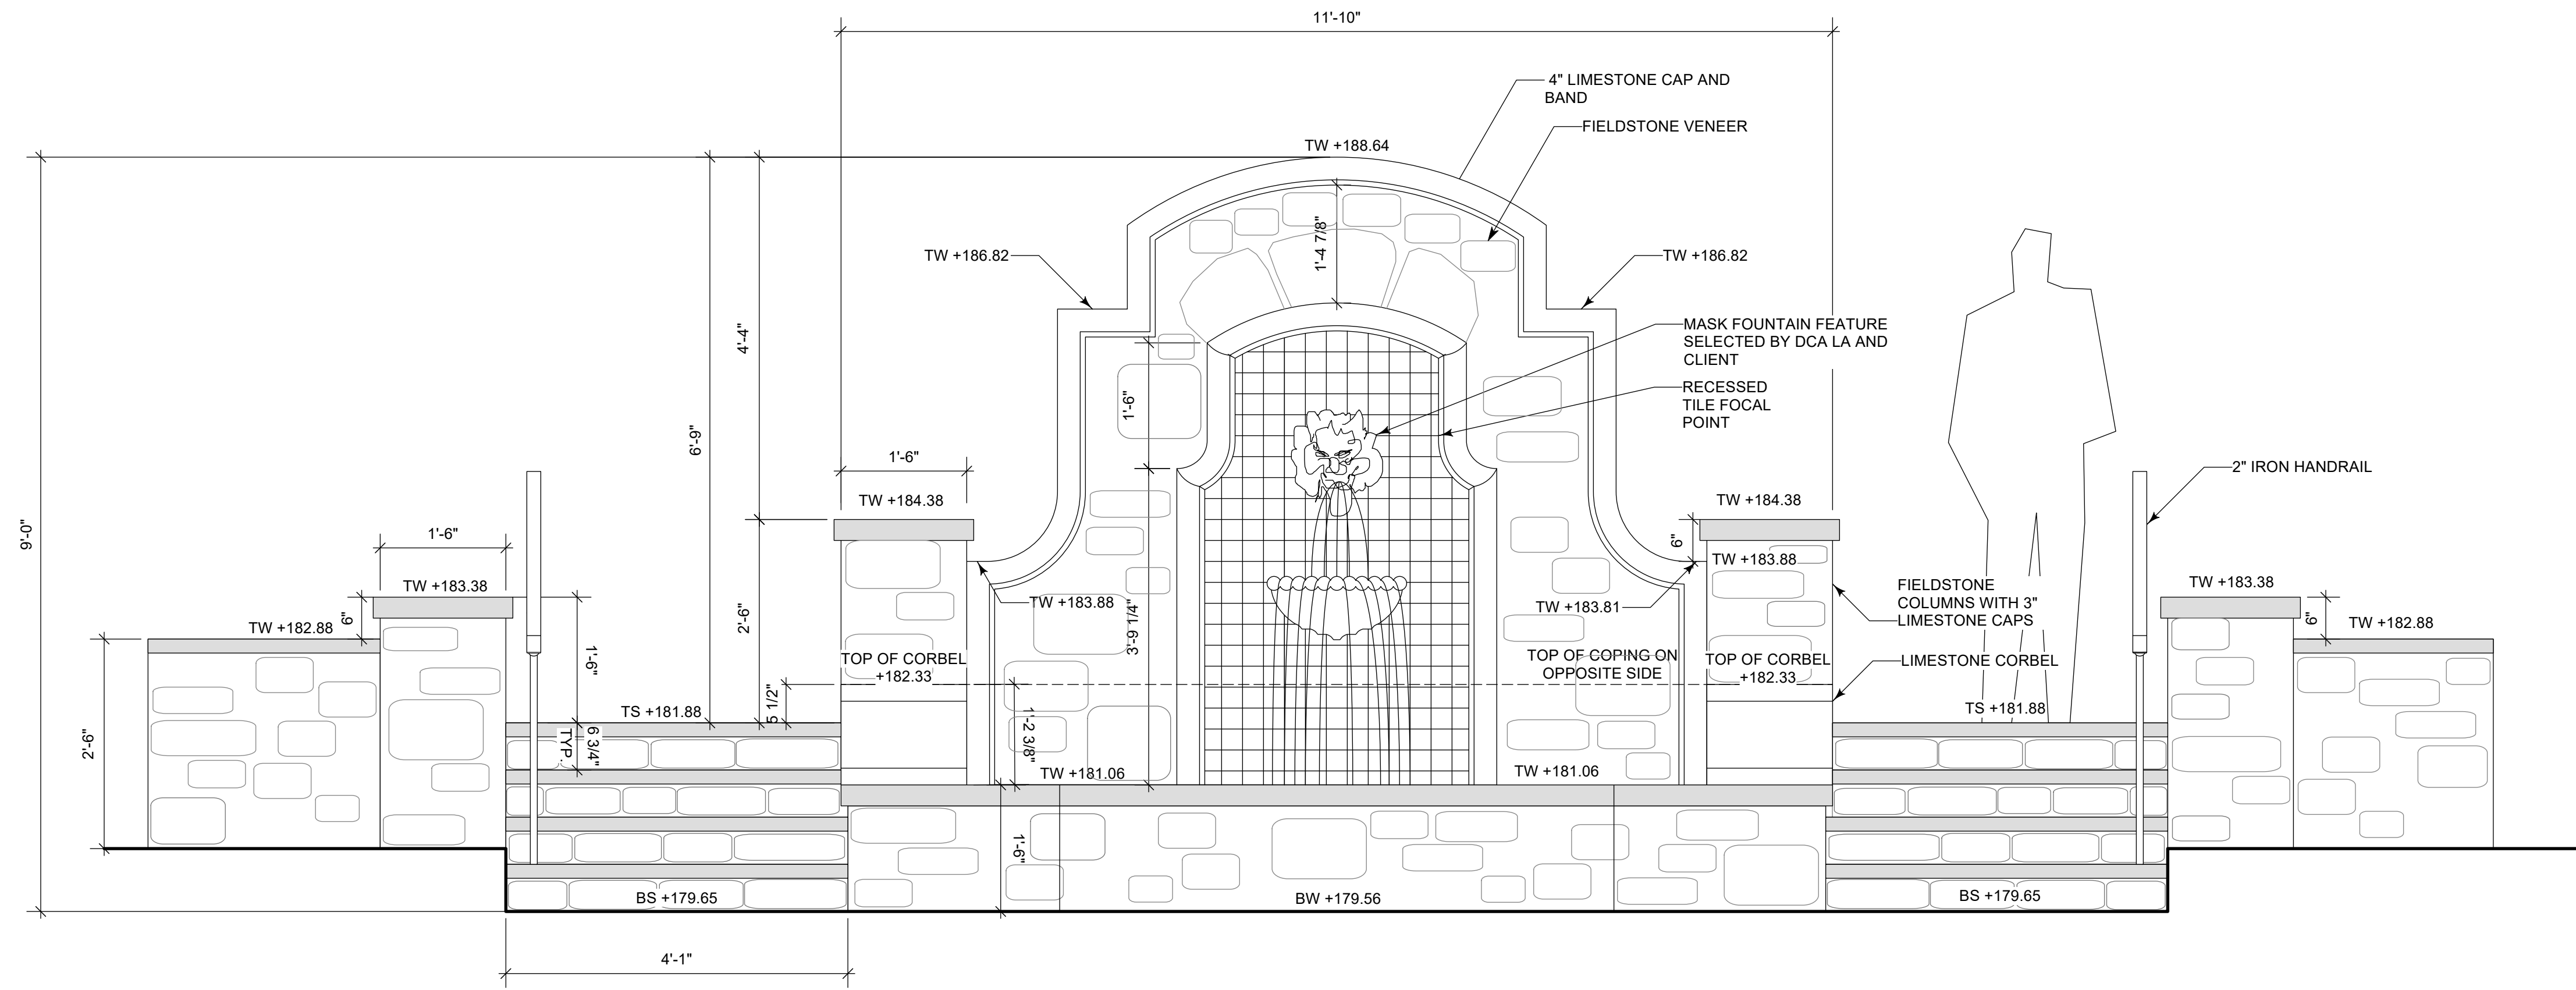 11'-10"
4" LIMESTONE CAP AND
BAND
FIELDSTONE VENEER
TW +188.64
1'-4 7/8"
TW +186.82
TW +186.82
4'-4"
MASK FOUNTAIN FEATURE
SELECTED BY DCA LA AND
CLIENT
RECESSED
TILE FOCAL
POINT
1'-6"
6'-9"
9'-0"
1'-6"
2" IRON HANDRAIL
TW +184.38
TW +184.38
1'-6"
6"
TW +183.88
TW +183.38
TW +183.38
FIELDSTONE
COLUMNS WITH 3"
LIMESTONE CAPS
TW +183.88
TW +183.81
6"
2'-6"
3'-9 1/4"
6"
TW +182.88
TW +182.88
1'-6"
TOP OF CORBEL
+182.33
TOP OF COPING ON
OPPOSITE SIDE
TOP OF CORBEL
+182.33
LIMESTONE CORBEL
5 1/2"
TS +181.88
TS +181.88
2'-6"
6 3/4"
TYP.
1'-2 3/8"
TW +181.06
TW +181.06
1'-6"
BS +179.65
BW +179.56
BS +179.65
4'-1"